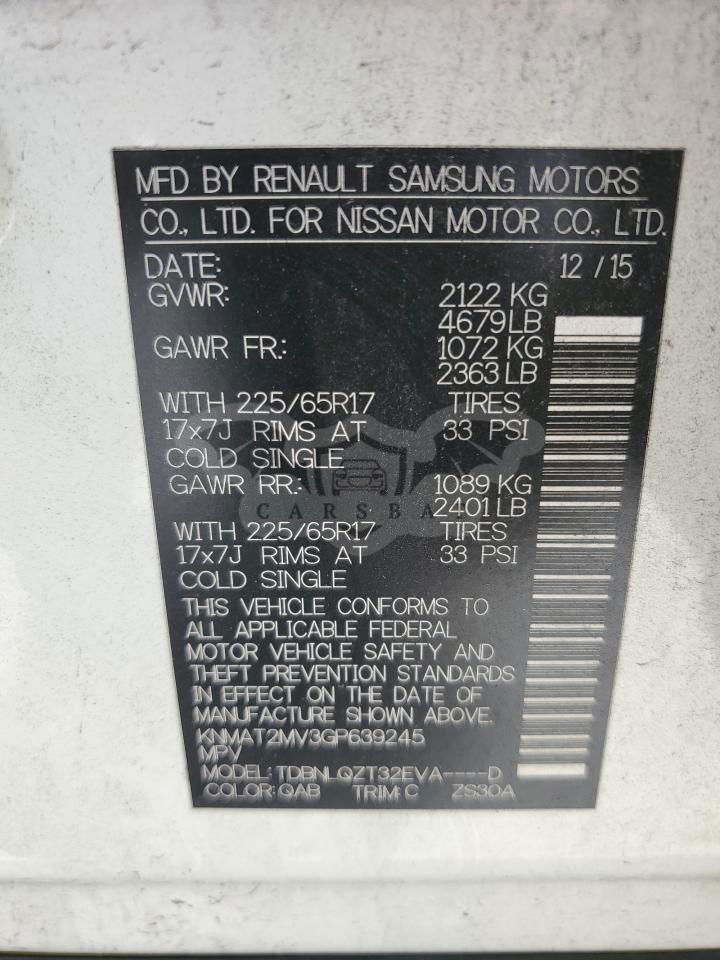 MFD BY RENAULT SAMSUNG MOTORS
CO., LTD. FOR NISSAN MOTOR CO., LTD.
DATE: 12 / 15
GVWR: 2122 KG
4679 LB
GAWR FR.: 1072 KG
2363 LB
WITH 225/65R17 TIRES
17x7J RIMS AT 33 PSI
COLD SINGLE
GAWR RR.: 1089 KG
2401 LB
WITH 225/65R17 TIRES
17x7J RIMS AT 33 PSI
COLD SINGLE
THIS VEHICLE CONFORMS TO
ALL APPLICABLE FEDERAL
MOTOR VEHICLE SAFETY AND
THEFT PREVENTION STANDARDS
IN EFFECT ON THE DATE OF
MANUFACTURE SHOWN ABOVE.
KNMAT2MV3GP639245
MPV
MODEL: TDBNLQZT32EVA----D
COLOR: QAB TRIM: C ZS30A